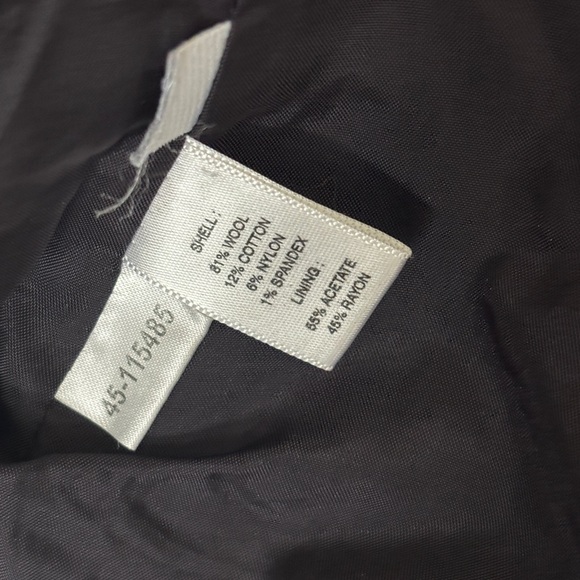 SHELL :
81% WOOL
12% COTTON
6% NYLON
1% SPANDEX
LINING :
55% ACETATE
45% RAYON
45-115485